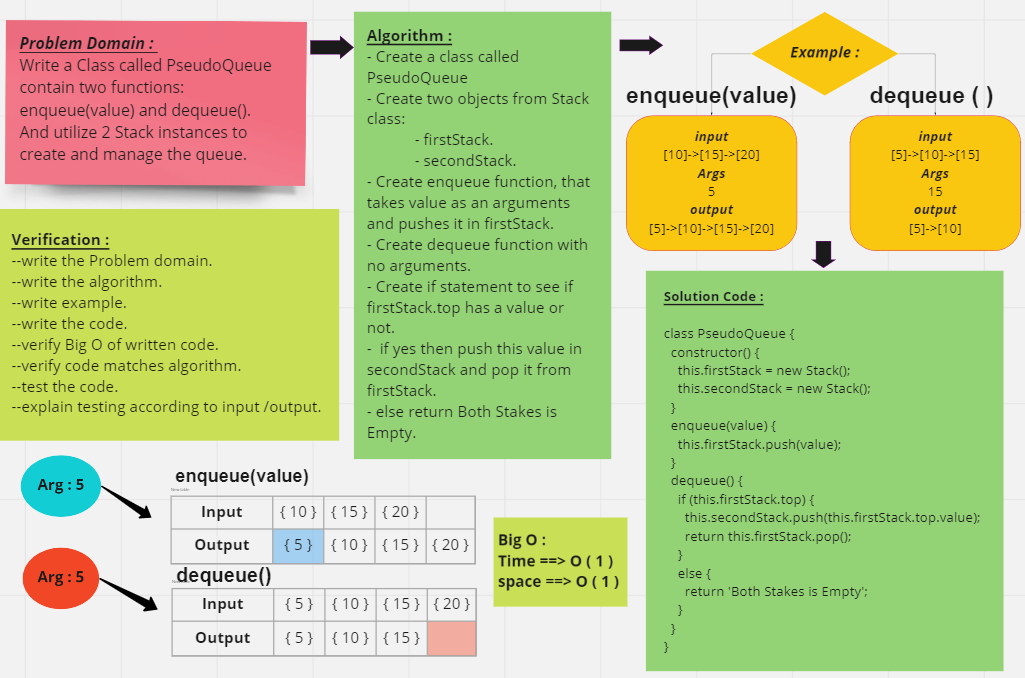 Problem Domain :
Write a Class called PseudoQueue
contain two functions:
enqueue(value) and dequeue().
And utilize 2 Stack instances to
create and manage the queue.
Verification :
--write the Problem domain.
--write the algorithm.
--write example.
--write the code.
--verify Big O of written code.
--verify code matches algorithm.
--test the code.
--explain testing according to input /output.
Algorithm :
- Create a class called
PseudoQueue
- Create two objects from Stack
class:
- firstStack.
- secondStack.
- Create enqueue function, that
takes value as an arguments
and pushes it in firstStack.
- Create dequeue function with
no arguments.
- Create if statement to see if
firstStack.top has a value or
not.
- if yes then push this value in
secondStack and pop it from
firstStack.
- else return Both Stakes is
Empty.
Example :
enqueue(value)
input
[10]->[15]->[20]
Args
5
output
[5]->[10]->[15]->[20]
dequeue ( )
input
[5]->[10]->[15]
Args
15
output
[5]->[10]
Solution Code :
class PseudoQueue {
constructor() {
this.firstStack = new Stack();
this.secondStack = new Stack();
}
enqueue(value) {
this.firstStack.push(value);
}
dequeue() {
if (this.firstStack.top) {
this.secondStack.push(this.firstStack.top.value);
return this.firstStack.pop();
}
else {
return 'Both Stakes is Empty';
}
}
}
Arg : 5
enqueue(value)
Input { 10 } { 15 } { 20 }
Output { 5 } { 10 } { 15 } { 20 }
Arg : 5
dequeue()
Input { 5 } { 10 } { 15 } { 20 }
Output { 5 } { 10 } { 15 }
Big O :
Time ==> O ( 1 )
space ==> O ( 1 )